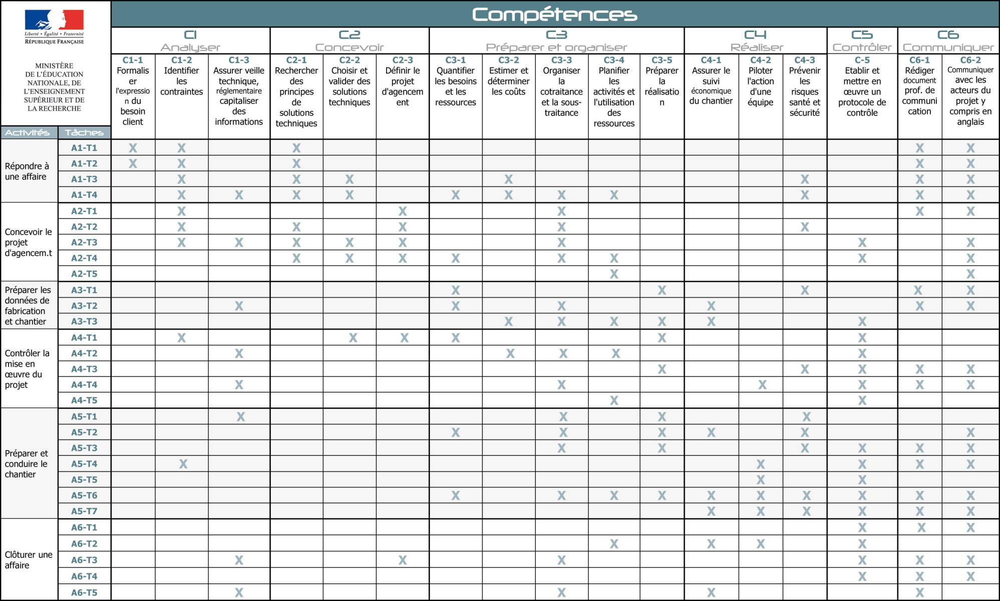 Compétences
Liberté • Égalité • Fraternité
RÉPUBLIQUE FRANÇAISE
MINISTÈRE
DE L'ÉDUCATION
NATIONALE, DE
L'ENSEIGNEMENT
SUPÉRIEUR ET DE
LA RECHERCHE
C1
Analyser
C2
Concevoir
C3
Préparer et organiser
C4
Réaliser
C5
Contrôler
C6
Communiquer
C1-1
Formalis
er
l'expressio
n du
besoin
client
C1-2
Identifier
les
contraintes
C1-3
Assurer veille
technique,
réglementaire
capitaliser
des
informations
C2-1
Rechercher
des
principes
de
solutions
techniques
C2-2
Choisir et
valider des
solutions
techniques
C2-3
Définir le
projet
d'agencem
ent
C3-1
Quantifier
les besoins
et les
ressources
C3-2
Estimer et
déterminer
les coûts
C3-3
Organiser
la
cotraitance
et la sous-
traitance
C3-4
Planifier
les
activités et
l'utilisation
des
ressources
C3-5
Préparer
la
réalisatio
n
C4-1
Assurer le
suivi
économique
du chantier
C4-2
Piloter
l'action
d'une
équipe
C4-3
Prévenir
les
risques
santé et
sécurité
C-5
Etablir et
mettre en
œuvre un
protocole de
contrôle
C6-1
Rédiger
document
prof. de
communi
cation
C6-2
Communiquer
avec les
acteurs du
projet y
compris en
anglais
Activités Tâches
Répondre à
une affaire
A1-T1 X X X X X
A1-T2 X X X X X
A1-T3 X X X X X X X
A1-T4 X X X X X X X X X X X
Concevoir le
projet
d'agencem.t
A2-T1 X X X X X
A2-T2 X X X X X
A2-T3 X X X X X X X X
A2-T4 X X X X X X X X
A2-T5 X X
Préparer les
données de
fabrication
et chantier
A3-T1 X X X X X
A3-T2 X X X X X X
A3-T3 X X X X X X
Contrôler la
mise en
œuvre du
projet
A4-T1 X X X X X X
A4-T2 X X X X X
A4-T3 X X X X X
A4-T4 X X X X X X
A4-T5 X X
Préparer et
conduire le
chantier
A5-T1 X X X X
A5-T2 X X X X X X
A5-T3 X X X X X X
A5-T4 X X X X X
A5-T5 X X
A5-T6 X X X X X X X X X X
A5-T7 X X X X X X
Clôturer une
affaire
A6-T1 X X X
A6-T2 X X X X
A6-T3 X X X X X X
A6-T4 X X X
A6-T5 X X X X